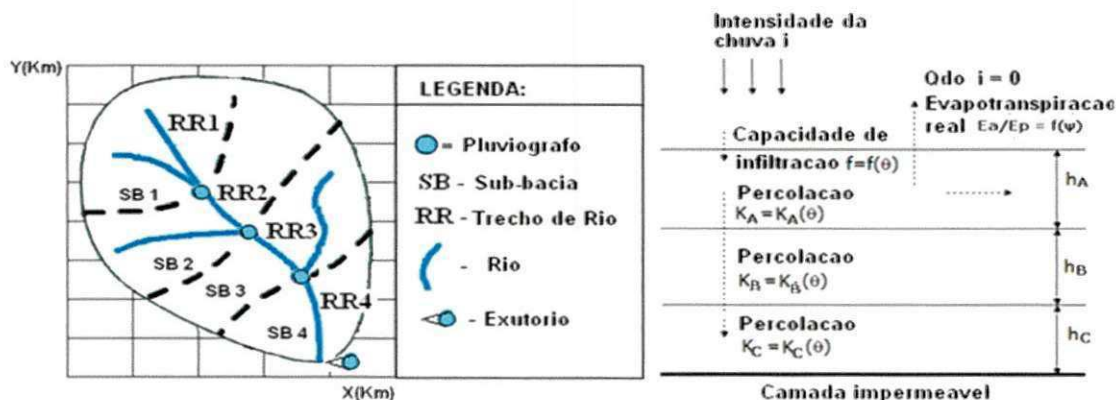 Y(Km)
RR1
RR2
SB 1
RR3
SB 2
SB 3
RR4
SB 4
X(Km)
LEGENDA:
= Pluviografo
SB - Sub-bacia
RR - Trecho de Rio
- Rio
- Exutorio
Intensidade da
chuva i
Qdo i = 0
Evapotranspiracao
real Ea/Ep = f(ψ)
Capacidade de
infiltracao f=f(θ)
Percolacao
K_A = K_A(θ)
h_A
Percolacao
K_B = K_B(θ)
h_B
Percolacao
K_C = K_C(θ)
h_C
Camada impermeavel